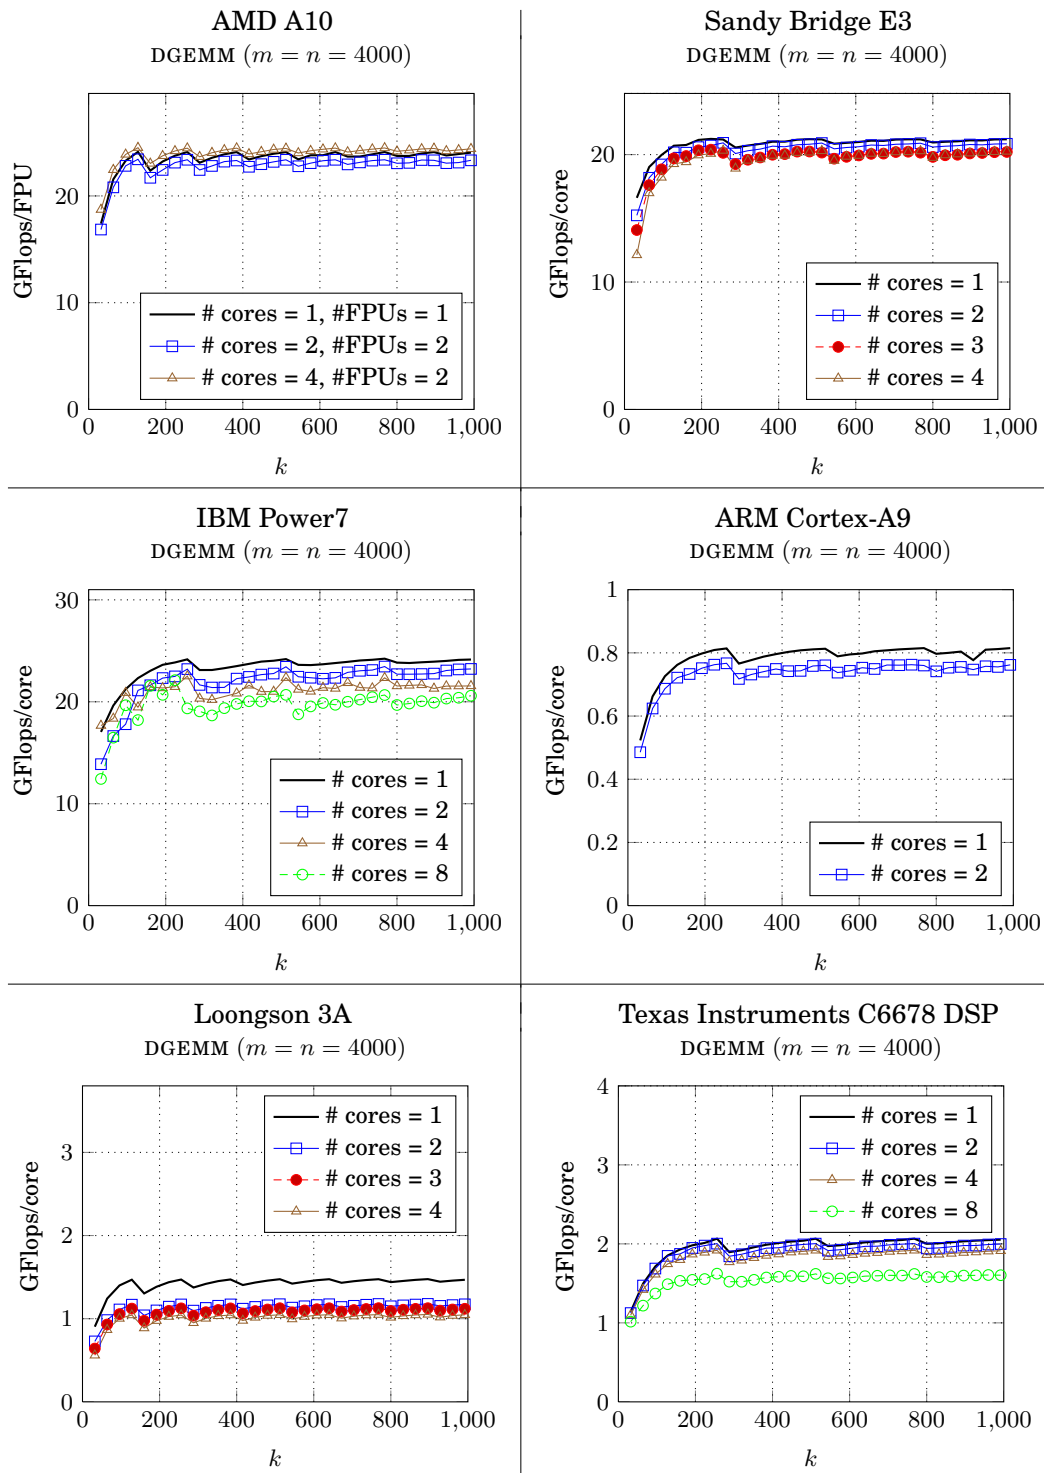 AMD A10
DGEMM (m = n = 4000)
GFlops/FPU
20
10
0
0 200 400 600 800 1,000
k
# cores = 1, #FPUs = 1
# cores = 2, #FPUs = 2
# cores = 4, #FPUs = 2
Sandy Bridge E3
DGEMM (m = n = 4000)
GFlops/core
20
10
0
0 200 400 600 800 1,000
k
# cores = 1
# cores = 2
# cores = 3
# cores = 4
IBM Power7
DGEMM (m = n = 4000)
GFlops/core
30
20
10
0
0 200 400 600 800 1,000
k
# cores = 1
# cores = 2
# cores = 4
# cores = 8
ARM Cortex-A9
DGEMM (m = n = 4000)
GFlops/core
1
0.8
0.6
0.4
0.2
0
0 200 400 600 800 1,000
k
# cores = 1
# cores = 2
Loongson 3A
DGEMM (m = n = 4000)
GFlops/core
3
2
1
0
0 200 400 600 800 1,000
k
# cores = 1
# cores = 2
# cores = 3
# cores = 4
Texas Instruments C6678 DSP
DGEMM (m = n = 4000)
GFlops/core
4
3
2
1
0
0 200 400 600 800 1,000
k
# cores = 1
# cores = 2
# cores = 4
# cores = 8